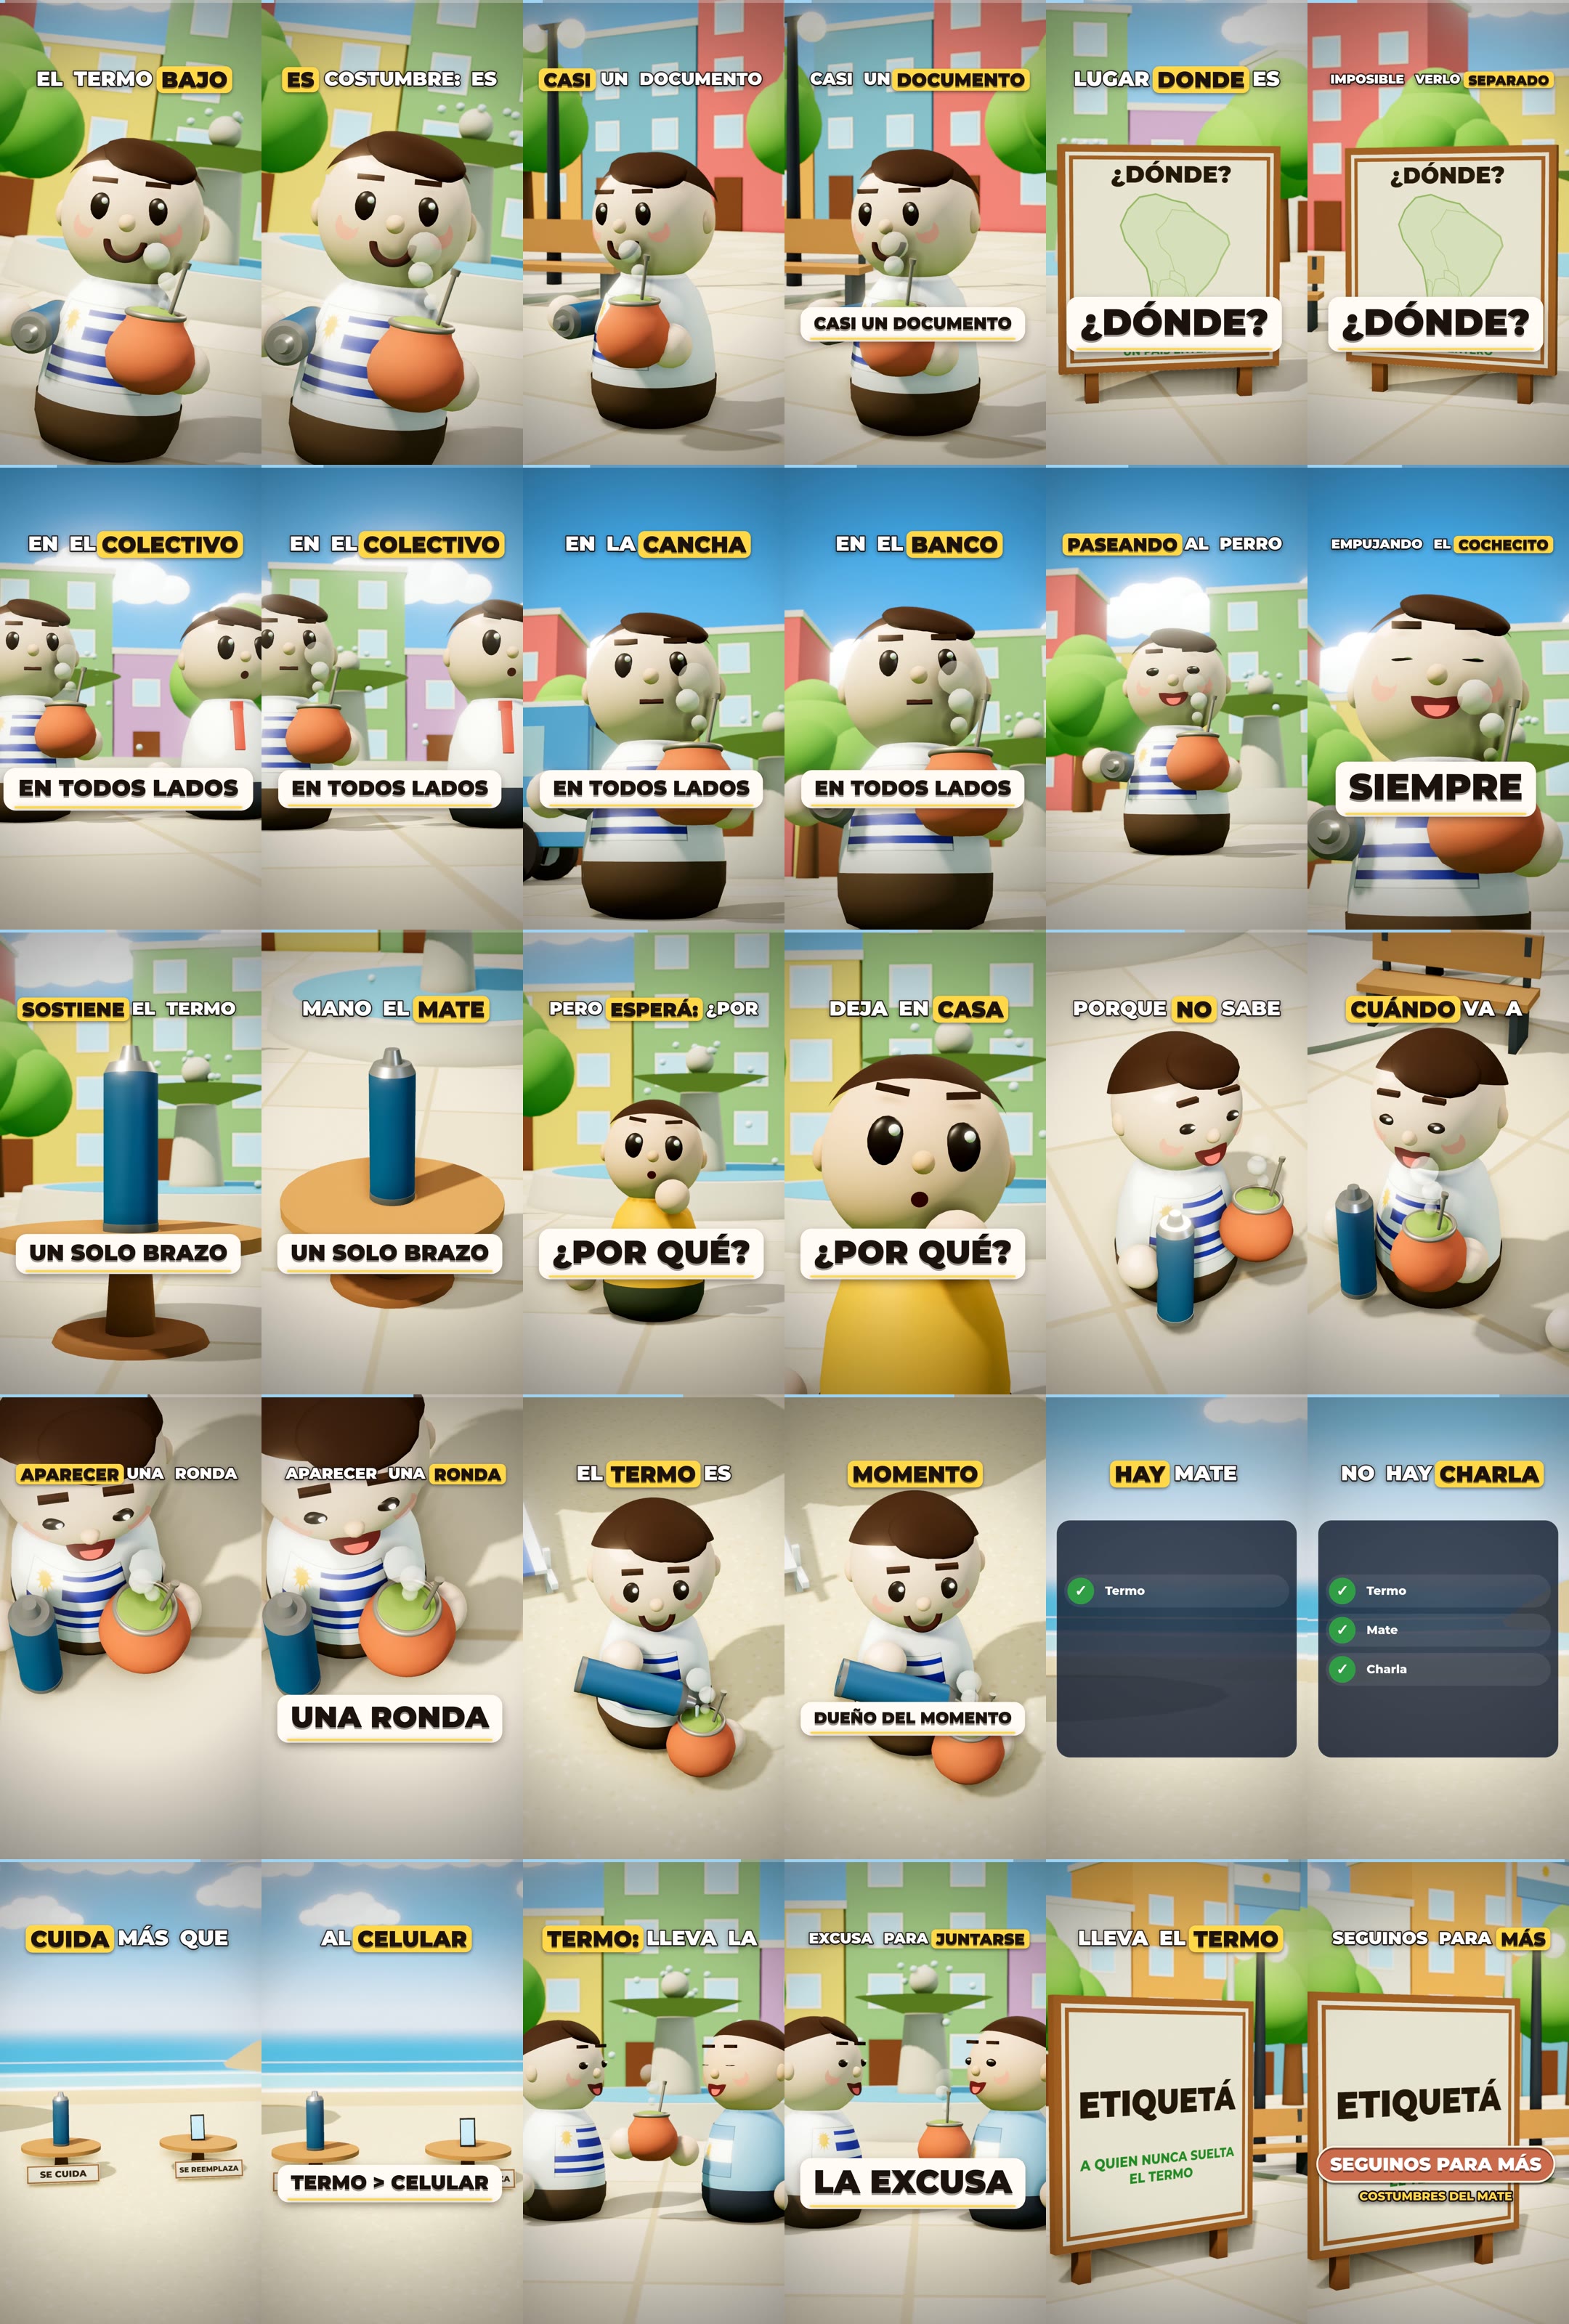 EL TERMO BAJO
ES COSTUMBRE: ES
CASI UN DOCUMENTO
CASI UN DOCUMENTO
CASI UN DOCUMENTO
LUGAR DONDE ES
¿DÓNDE?
¿DÓNDE?
IMPOSIBLE VERLO SEPARADO
¿DÓNDE?
¿DÓNDE?
EN EL COLECTIVO
EN TODOS LADOS
EN EL COLECTIVO
EN TODOS LADOS
EN LA CANCHA
EN TODOS LADOS
EN EL BANCO
EN TODOS LADOS
PASEANDO AL PERRO
EMPUJANDO EL COCHECITO
SIEMPRE
SOSTIENE EL TERMO
UN SOLO BRAZO
MANO EL MATE
UN SOLO BRAZO
PERO ESPERÁ: ¿POR
¿POR QUÉ?
DEJA EN CASA
¿POR QUÉ?
PORQUE NO SABE
CUÁNDO VA A
APARECER UNA RONDA
APARECER UNA RONDA
UNA RONDA
EL TERMO ES
MOMENTO
DUEÑO DEL MOMENTO
HAY MATE
Termo
NO HAY CHARLA
Termo
Mate
Charla
CUIDA MÁS QUE
SE CUIDA
SE REEMPLAZA
AL CELULAR
TERMO > CELULAR
TERMO: LLEVA LA
EXCUSA PARA JUNTARSE
LA EXCUSA
LLEVA EL TERMO
ETIQUETÁ
A QUIEN NUNCA SUELTA
EL TERMO
SEGUINOS PARA MÁS
ETIQUETÁ
SEGUINOS PARA MÁS
COSTUMBRES DEL MATE